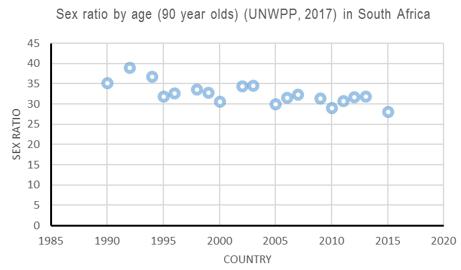 Sex ratio by age (90 year olds) (UNWPP, 2017) in South Africa
45
40
35
30
25
20
15
10
5
0
SEX RATIO
1985 1990 1995 2000 2005 2010 2015 2020
COUNTRY